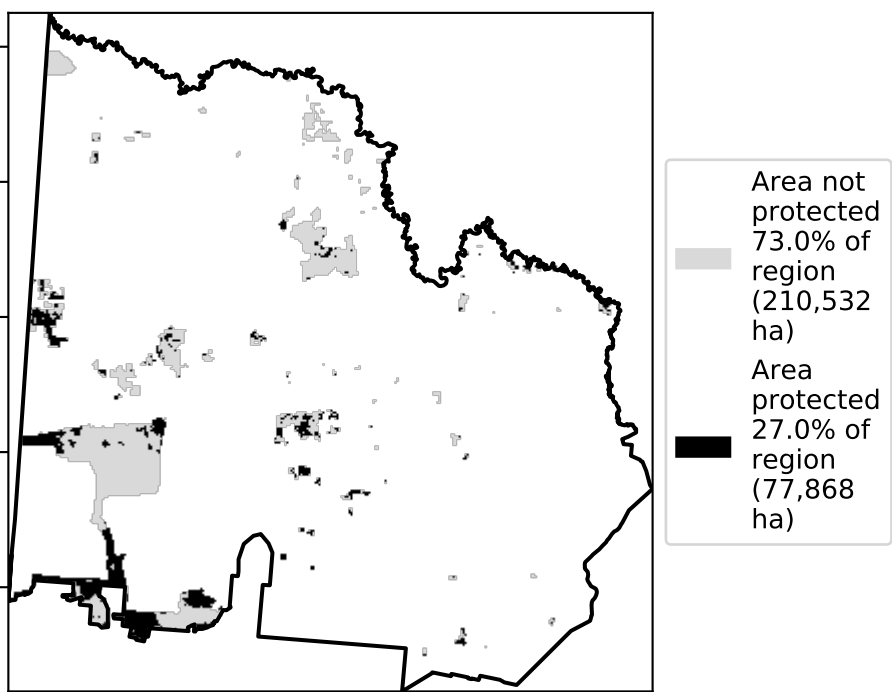 Area not
protected
73.0% of
region
(210,532
ha)
Area
protected
27.0% of
region
(77,868
ha)